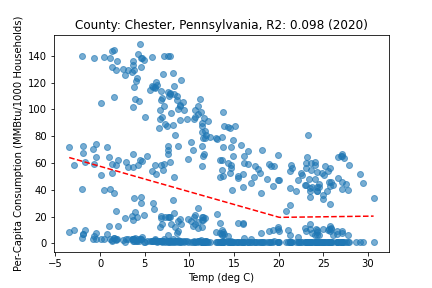 County: Chester, Pennsylvania, R2: 0.098 (2020)
Per-Capita Consumption (MMBtu/1000 Households)
140
120
100
80
60
40
20
0
−5 0 5 10 15 20 25 30
Temp (deg C)